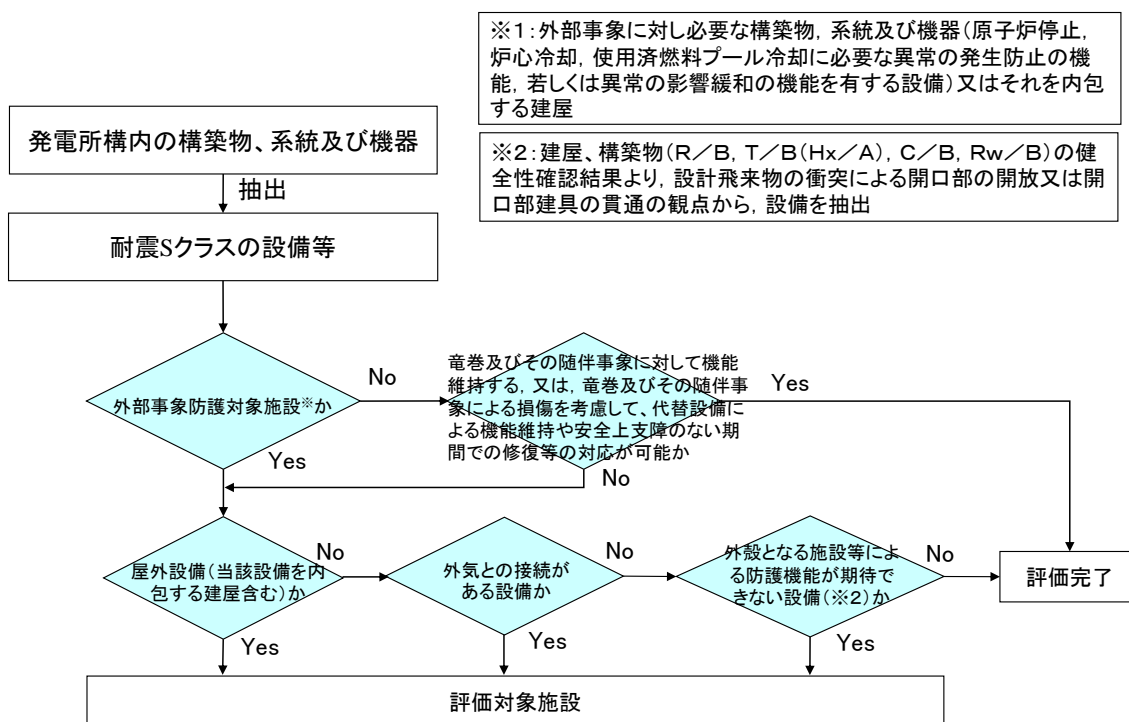 ※1:外部事象に対し必要な構築物, 系統及び機器(原子炉停止,
炉心冷却, 使用済燃料プール冷却に必要な異常の発生防止の機
能, 若しくは異常の影響緩和の機能を有する設備)又はそれを内包
する建屋
発電所構内の構築物、系統及び機器
※2:建屋、構築物(R/B, T/B(Hx/A), C/B, Rw/B)の健
全性確認結果より, 設計飛来物の衝突による開口部の開放又は開
口部建具の貫通の観点から, 設備を抽出
抽出
耐震Sクラスの設備等
外部事象防護対象施設※か
No
竜巻及びその随伴事象に対して機能
維持する, 又は, 竜巻及びその随伴事
象による損傷を考慮して、代替設備に
よる機能維持や安全上支障のない期
間での修復等の対応が可能か
Yes
Yes
No
屋外設備(当該設備を内
包する建屋含む)か
No
外気との接続が
ある設備か
No
外殻となる施設等によ
る防護機能が期待で
きない設備(※2)か
No
評価完了
Yes
Yes
Yes
評価対象施設